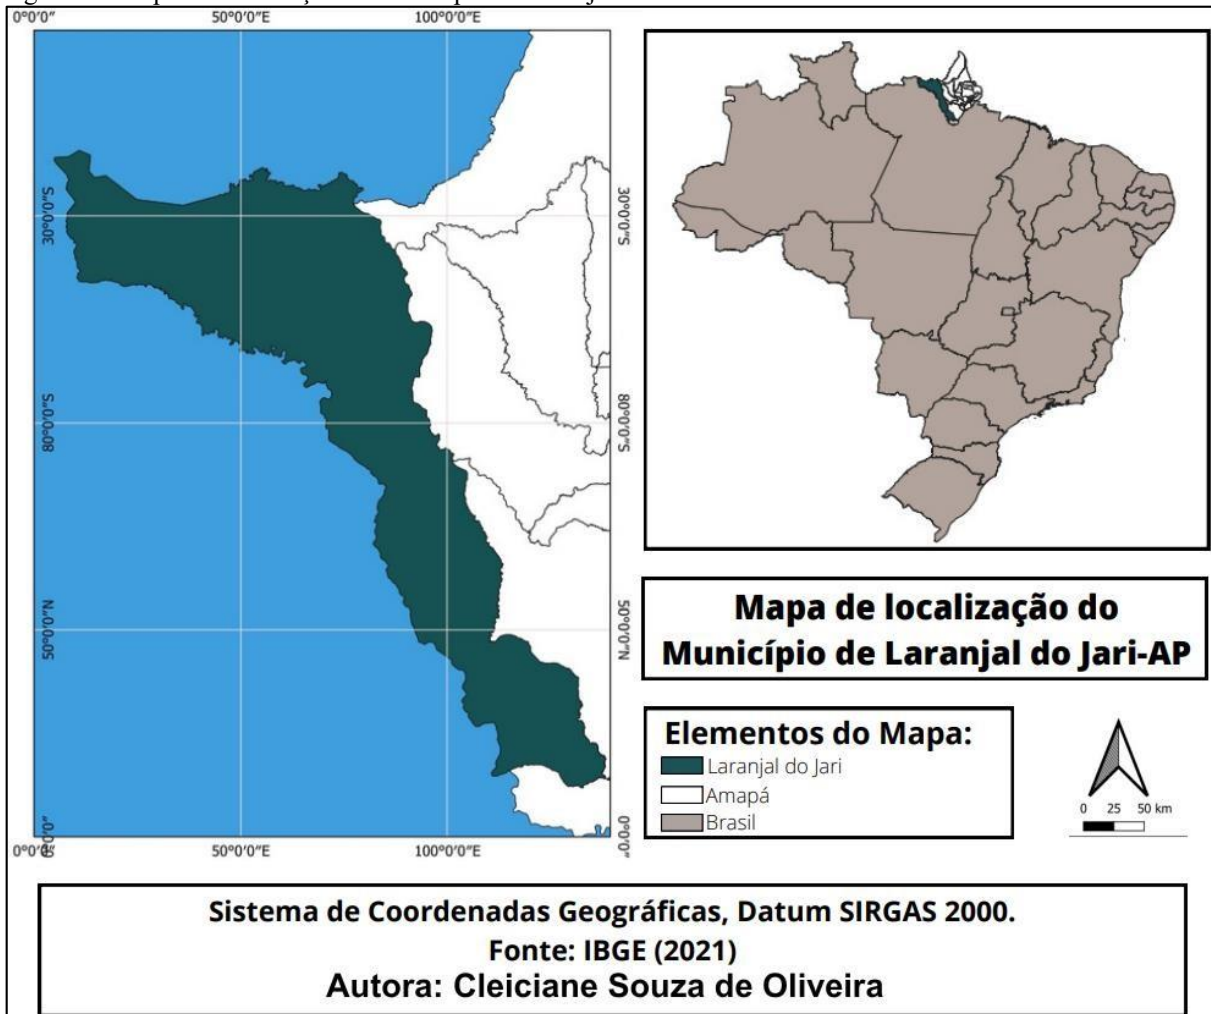 0°0'0"E
50°0'0"E
100°0'0"E
30°0'0"S
30°0'0"S
80°0'0"S
80°0'0"S
50°0'0"N
50°0'0"N
0°0'0"
0°0'0"
0°0'0"E
50°0'0"E
100°0'0"E
Mapa de localização do
Município de Laranjal do Jari-AP
Elementos do Mapa:
Laranjal do Jari
Amapá
Brasil
0 25 50 km
Sistema de Coordenadas Geográficas, Datum SIRGAS 2000.
Fonte: IBGE (2021)
Autora: Cleiciane Souza de Oliveira